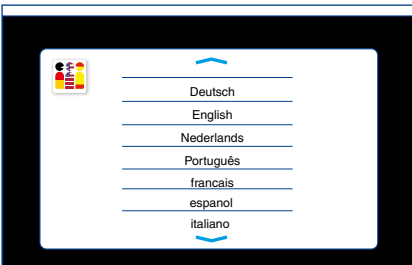 Deutsch
English
Nederlands
Português
francais
espanol
italiano